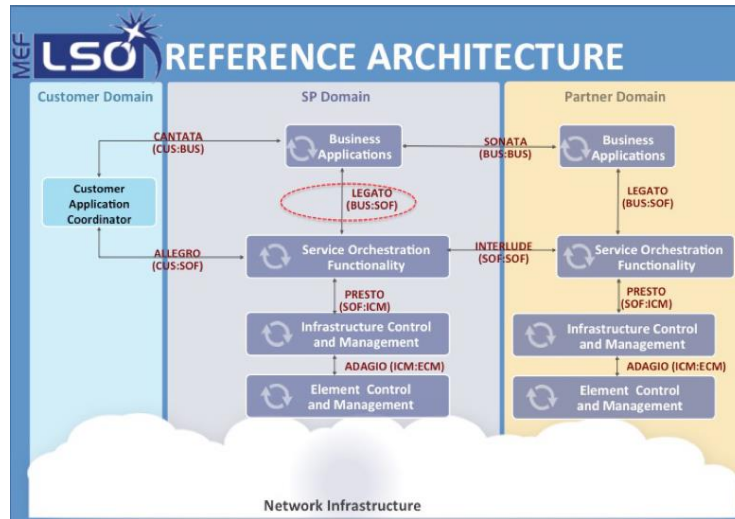 MEF
LSO REFERENCE ARCHITECTURE
Customer Domain
SP Domain
Partner Domain
CANTATA
(CUS:BUS)
Business
Applications
SONATA
(BUS:BUS)
Business
Applications
Customer
Application
Coordinator
LEGATO
(BUS:SOF)
LEGATO
(BUS:SOF)
ALLEGRO
(CUS:SOF)
Service Orchestration
Functionality
INTERLUDE
(SOF:SOF)
Service Orchestration
Functionality
PRESTO
(SOF:ICM)
PRESTO
(SOF:ICM)
Infrastructure Control
and Management
Infrastructure Control
and Management
ADAGIO (ICM:ECM)
ADAGIO (ICM:ECM)
Element Control
and Management
Element Control
and Management
Network Infrastructure